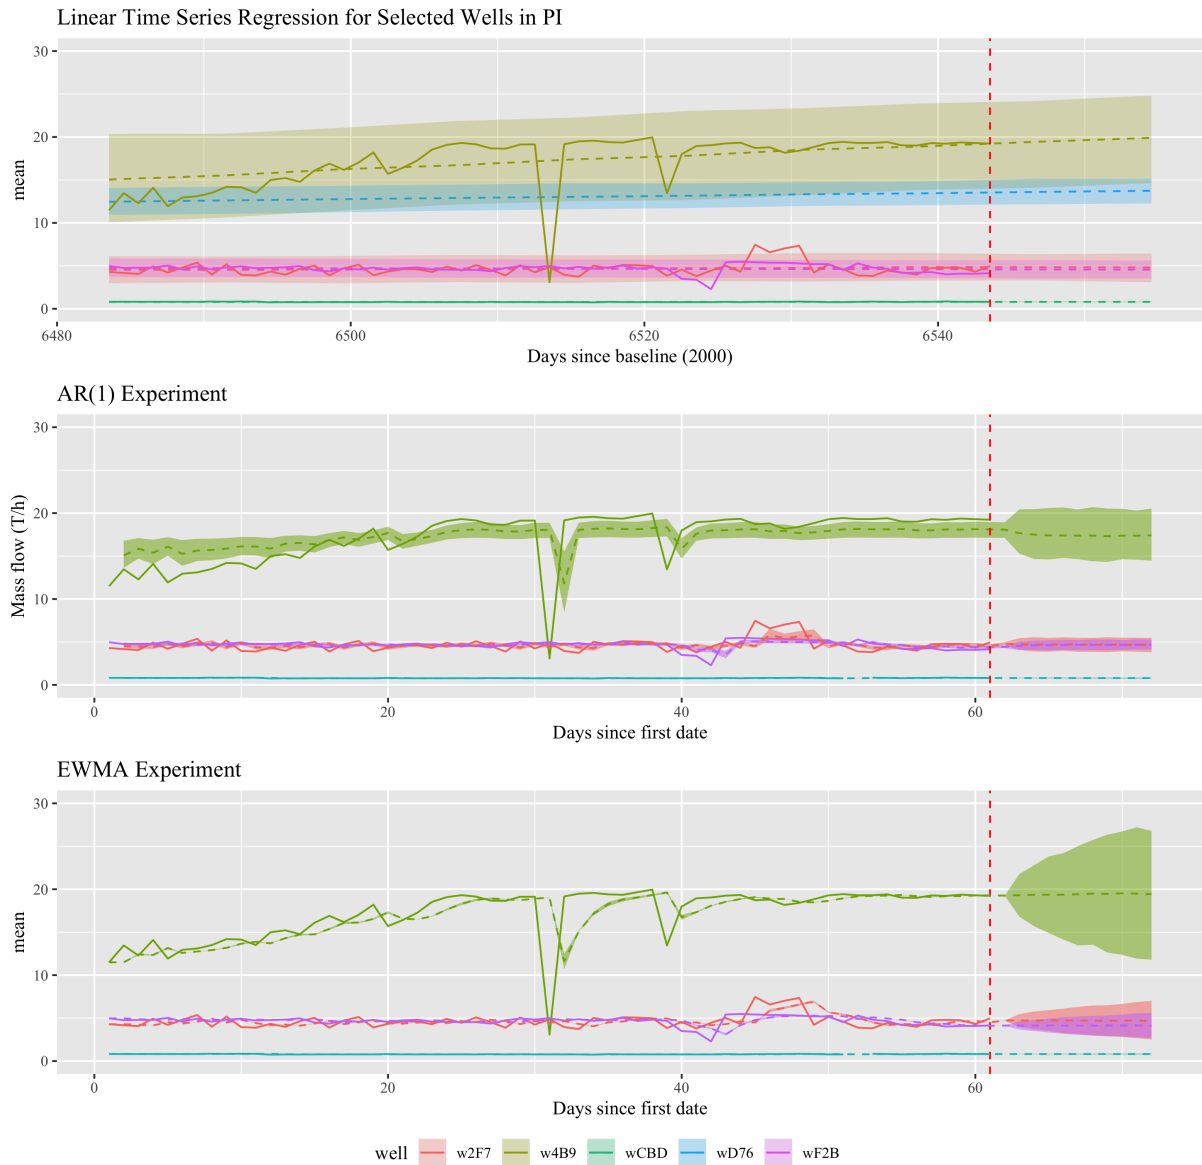 Linear Time Series Regression for Selected Wells in PI
30
20
10
0
mean
6480
6500
6520
6540
Days since baseline (2000)
AR(1) Experiment
30
20
10
0
Mass flow (T/h)
0
20
40
60
Days since first date
EWMA Experiment
30
20
10
0
mean
0
20
40
60
Days since first date
well
w2F7
w4B9
wCBD
wD76
wF2B